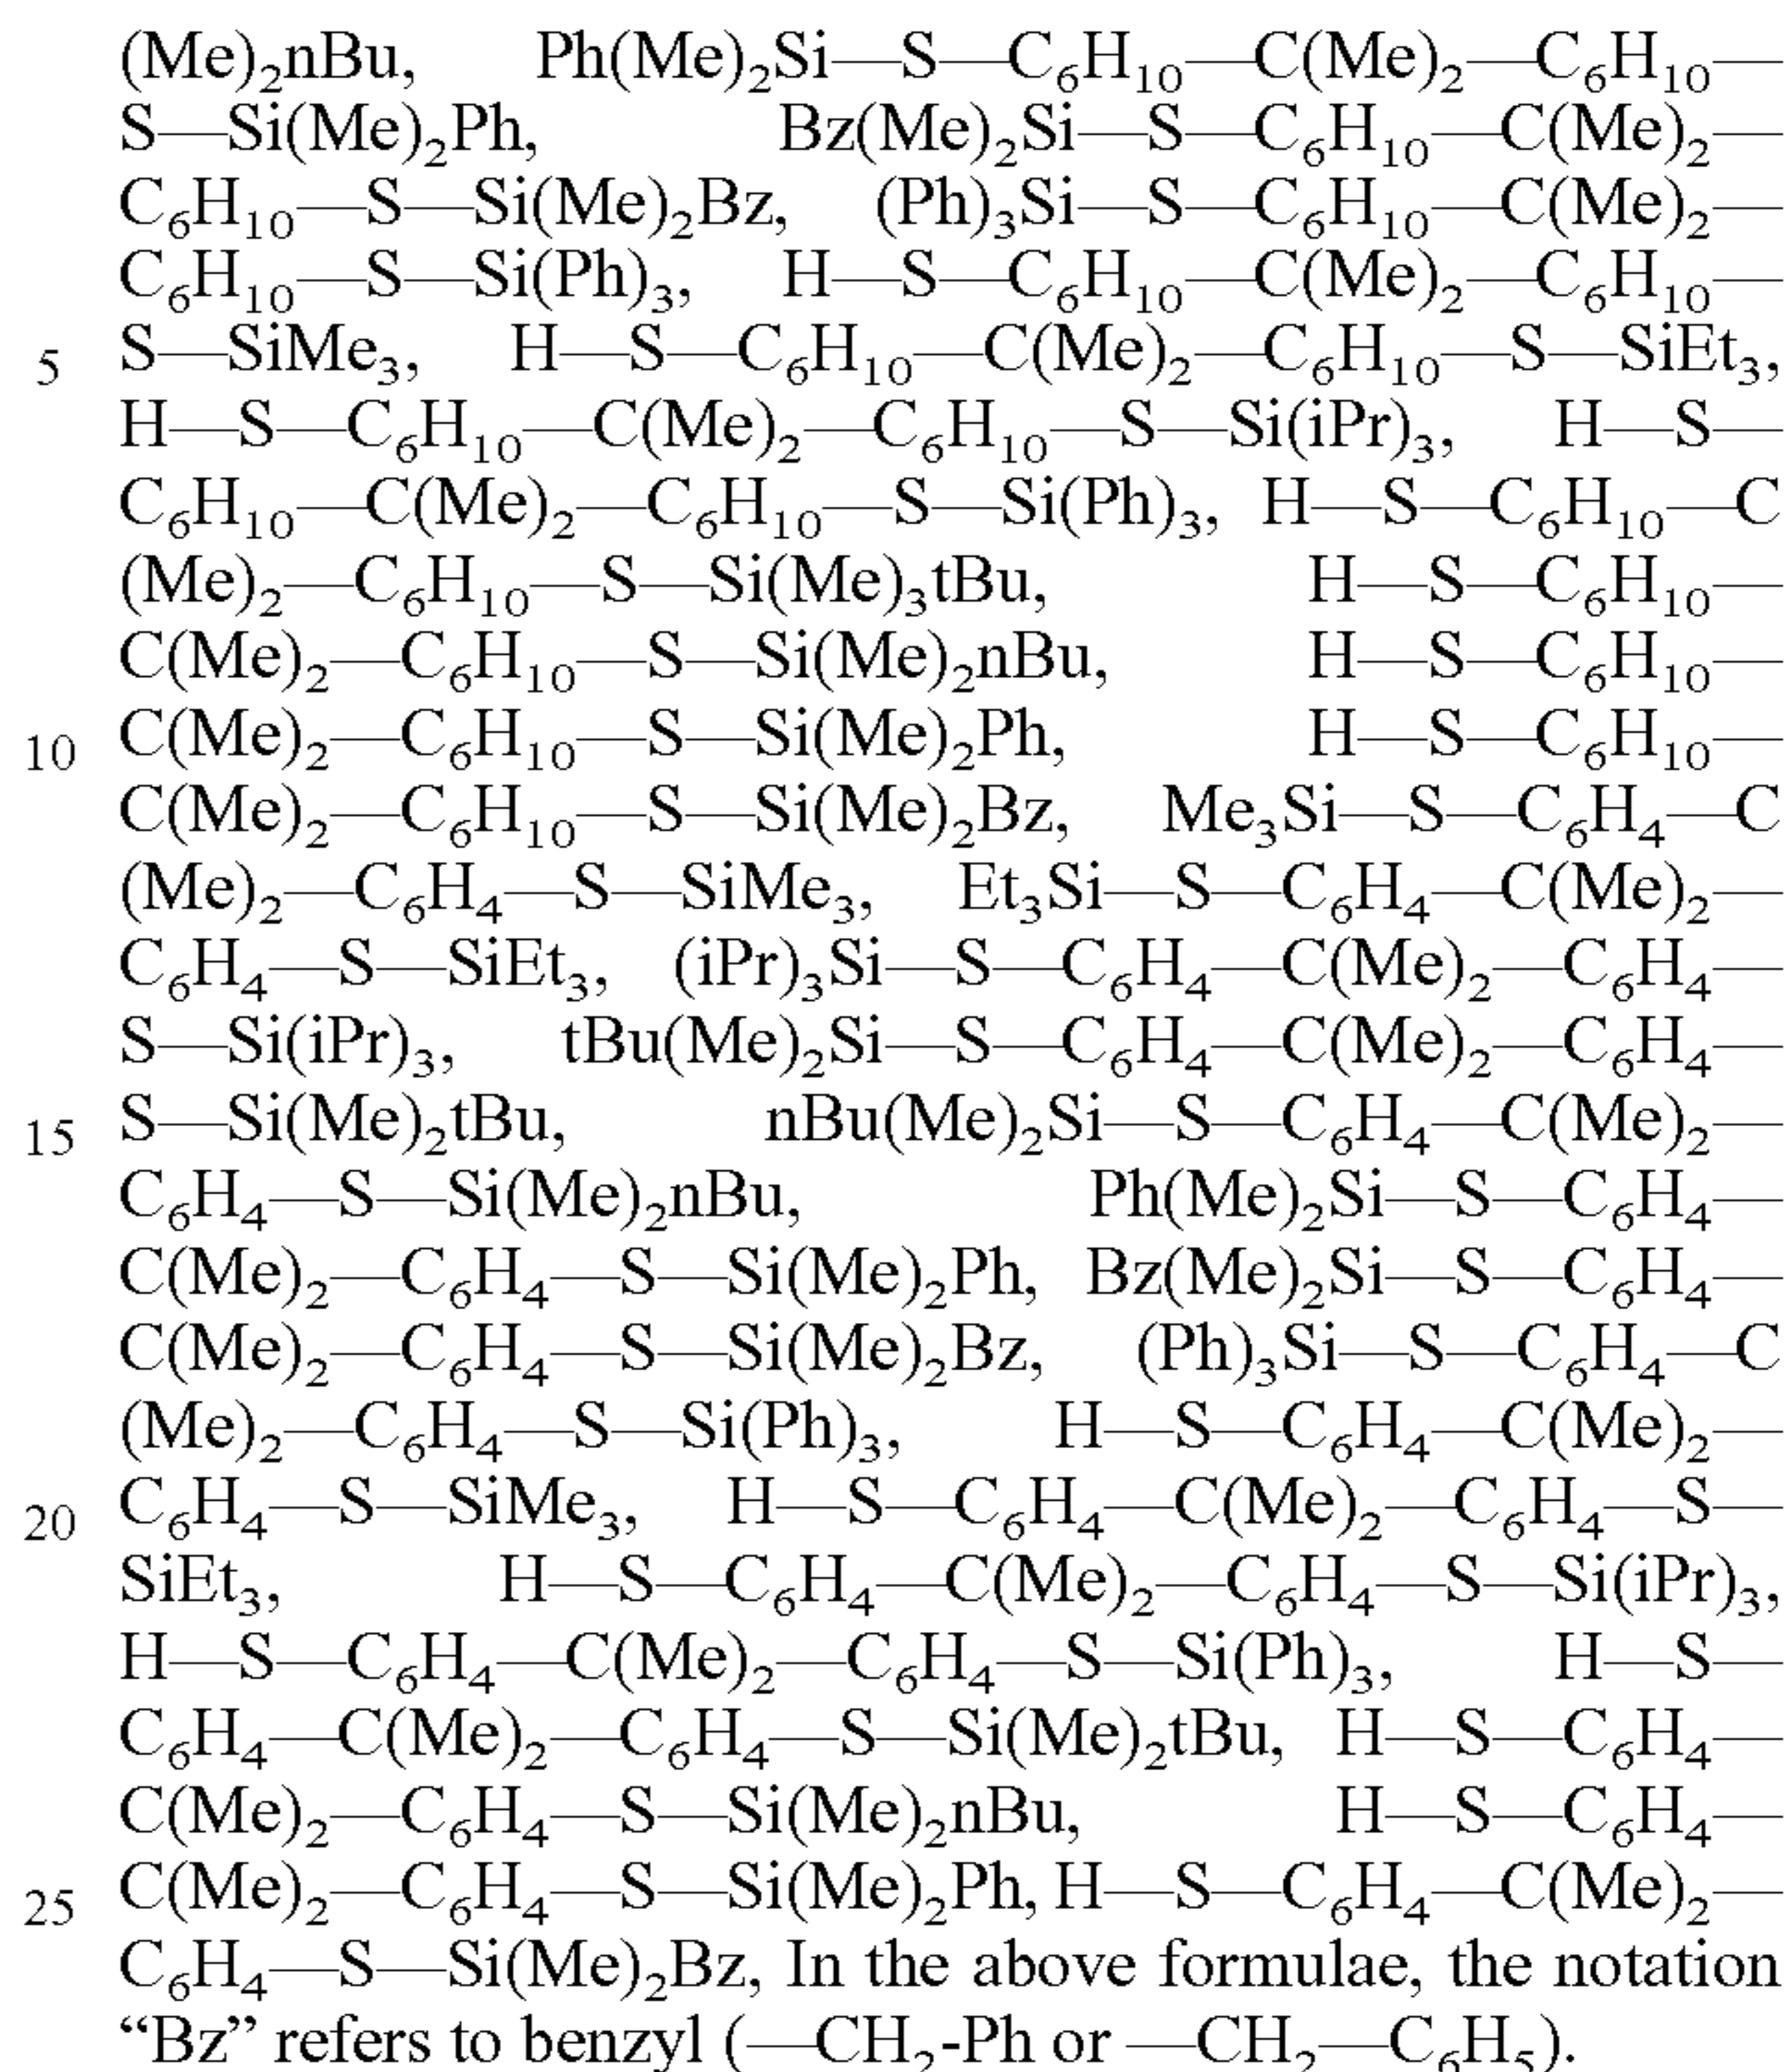 (Me)₂nBu, Ph(Me)₂Si—S—C₆H₁₀—C(Me)₂—C₆H₁₀—
S—Si(Me)₂Ph, Bz(Me)₂Si—S—C₆H₁₀—C(Me)₂—
C₆H₁₀—S—Si(Me)₂Bz, (Ph)₃Si—S—C₆H₁₀—C(Me)₂—
C₆H₁₀—S—Si(Ph)₃, H—S—C₆H₁₀—C(Me)₂—C₆H₁₀—
5 S—SiMe₃, H—S—C₆H₁₀—C(Me)₂—C₆H₁₀—S—SiEt₃,
H—S—C₆H₁₀—C(Me)₂—C₆H₁₀—S—Si(iPr)₃, H—S—
C₆H₁₀—C(Me)₂—C₆H₁₀—S—Si(Ph)₃, H—S—C₆H₁₀—C
(Me)₂—C₆H₁₀—S—Si(Me)₃tBu, H—S—C₆H₁₀—
C(Me)₂—C₆H₁₀—S—Si(Me)₂nBu, H—S—C₆H₁₀—
10 C(Me)₂—C₆H₁₀—S—Si(Me)₂Ph, H—S—C₆H₁₀—
C(Me)₂—C₆H₁₀—S—Si(Me)₂Bz, Me₃Si—S—C₆H₄—C
(Me)₂—C₆H₄—S—SiMe₃, Et₃Si—S—C₆H₄—C(Me)₂—
C₆H₄—S—SiEt₃, (iPr)₃Si—S—C₆H₄—C(Me)₂—C₆H₄—
S—Si(iPr)₃, tBu(Me)₂Si—S—C₆H₄—C(Me)₂—C₆H₄—
15 S—Si(Me)₂tBu, nBu(Me)₂Si—S—C₆H₄—C(Me)₂—
C₆H₄—S—Si(Me)₂nBu, Ph(Me)₂Si—S—C₆H₄—
C(Me)₂—C₆H₄—S—Si(Me)₂Ph, Bz(Me)₂Si—S—C₆H₄—
C(Me)₂—C₆H₄—S—Si(Me)₂Bz, (Ph)₃Si—S—C₆H₄—C
(Me)₂—C₆H₄—S—Si(Ph)₃, H—S—C₆H₄—C(Me)₂—
20 C₆H₄—S—SiMe₃, H—S—C₆H₄—C(Me)₂—C₆H₄—S—
SiEt₃, H—S—C₆H₄—C(Me)₂—C₆H₄—S—Si(iPr)₃,
H—S—C₆H₄—C(Me)₂—C₆H₄—S—Si(Ph)₃, H—S—
C₆H₄—C(Me)₂—C₆H₄—S—Si(Me)₂tBu, H—S—C₆H₄—
C(Me)₂—C₆H₄—S—Si(Me)₂nBu, H—S—C₆H₄—
25 C(Me)₂—C₆H₄—S—Si(Me)₂Ph, H—S—C₆H₄—C(Me)₂—
C₆H₄—S—Si(Me)₂Bz, In the above formulae, the notation
“Bz” refers to benzyl (—CH₂-Ph or —CH₂—C₆H₅).